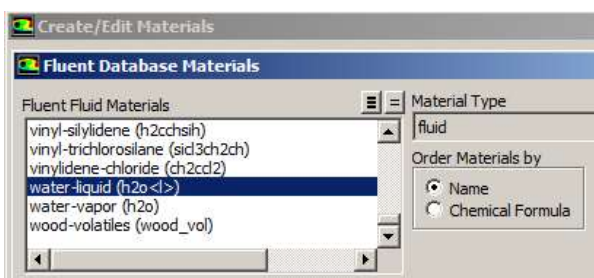 Create/Edit Materials
Fluent Database Materials
Fluent Fluid Materials
vinyl-silylidene (h2cchsih)
vinyl-trichlorosilane (sicl3ch2ch)
vinylidene-chloride (ch2ccl2)
water-liquid (h2o<l>)
water-vapor (h2o)
wood-volatiles (wood_vol)
Material Type
fluid
Order Materials by
Name
Chemical Formula